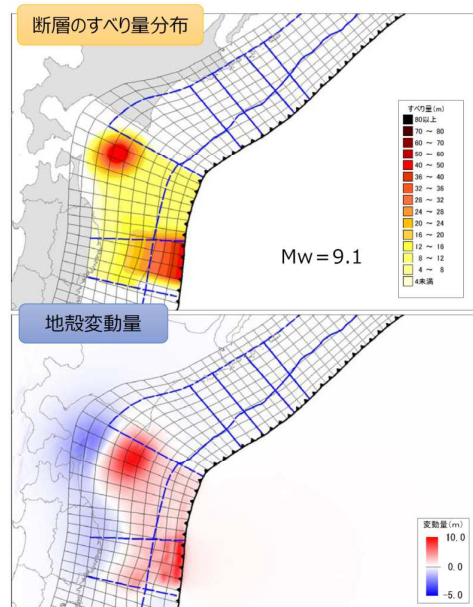 断層のすべり量分布
すべり量(m)
80以上
70 ～ 80
60 ～ 70
50 ～ 60
40 ～ 50
36 ～ 40
32 ～ 36
28 ～ 32
24 ～ 28
20 ～ 24
16 ～ 20
12 ～ 16
8 ～ 12
4 ～ 8
4未満
Mw＝9.1
地殻変動量
変動量(m)
10.0
0.0
-5.0